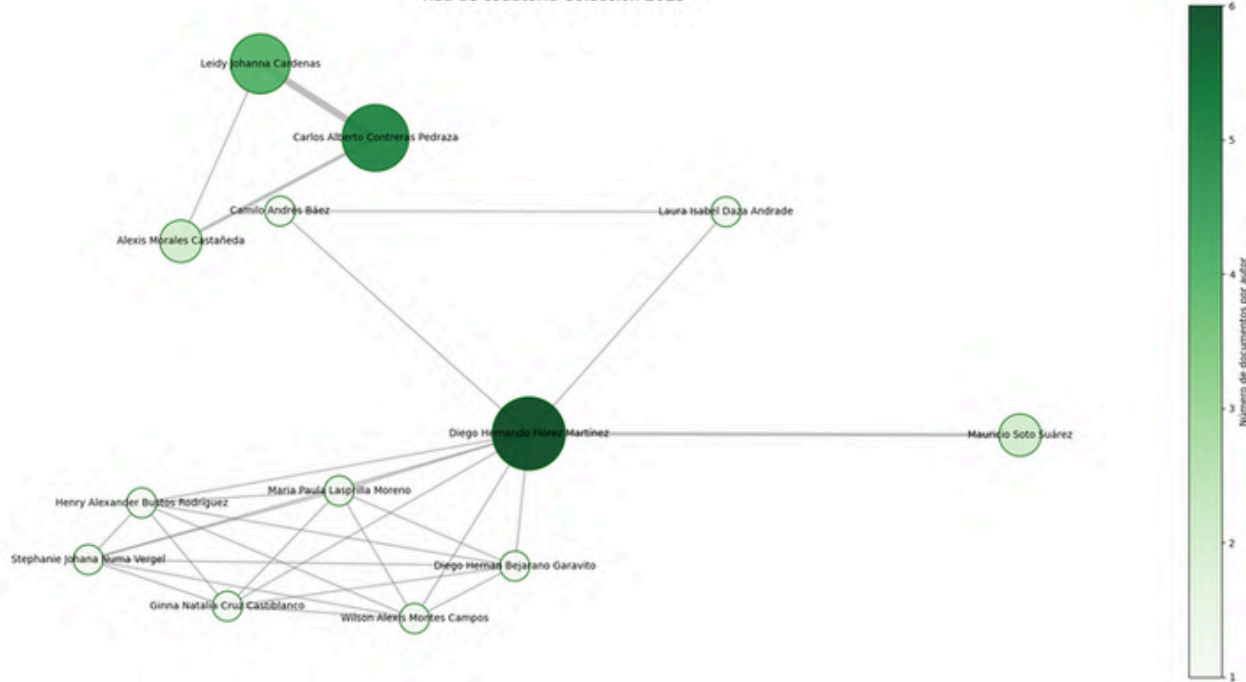 Leidy Johanna Cardenas
Carlos Alberto Contreras Pedraza
Camilo Andrés Báez
Laura Isabel Daza Andrade
Alexis Morales Castañeda
Diego Hernando Flórez Martínez
Mauricio Soto Suárez
Maria Paula Lasprilla Moreno
Henry Alexander Bustos Rodríguez
Stephanie Johana Numa Vergel
Diego Hernán Bejarano Garavito
Ginna Natalia Cruz Castiblanco
Wilson Alexis Montes Campos
6
5
4
3
2
1
Número de documentos por autor